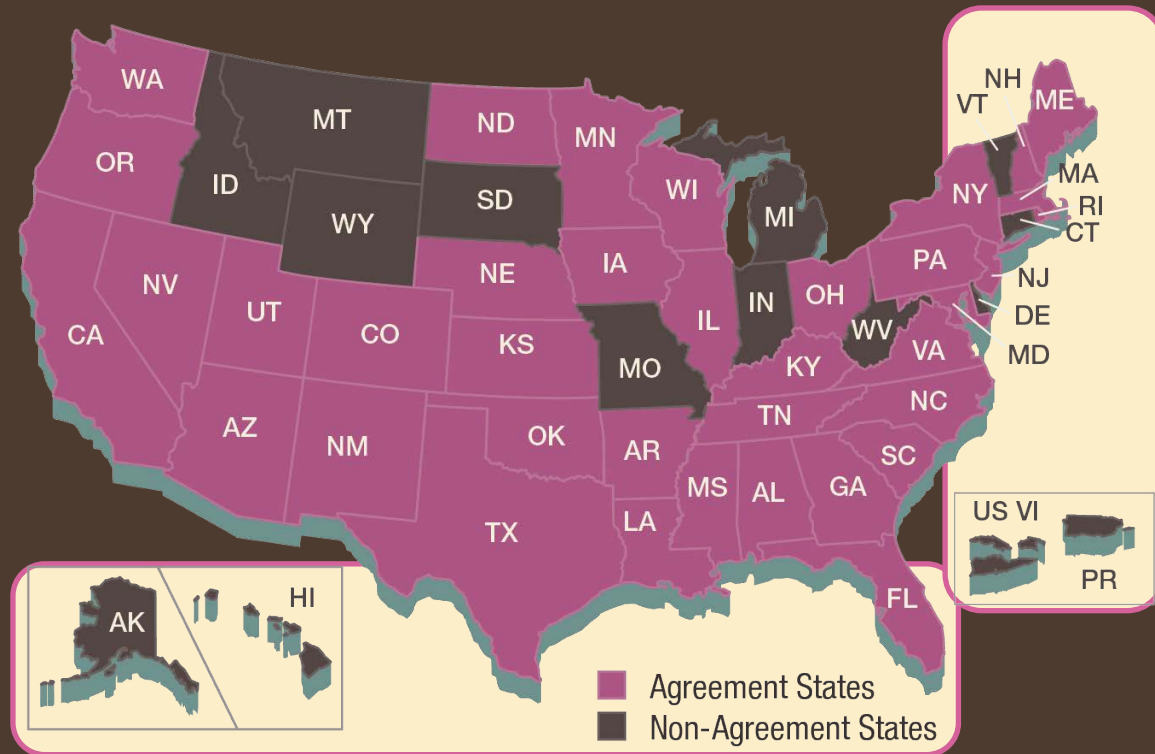 WA
MT
ND
MN
OR
ID
SD
WI
WY
MI
NH
VT
ME
NY
MA
RI
CT
NV
UT
NE
IA
PA
NJ
CA
CO
KS
IL
IN
OH
WV
DE
MO
KY
VA
MD
AZ
NM
OK
AR
TN
NC
SC
MS
AL
GA
TX
LA
FL
US VI
PR
AK
HI
Agreement States
Non-Agreement States